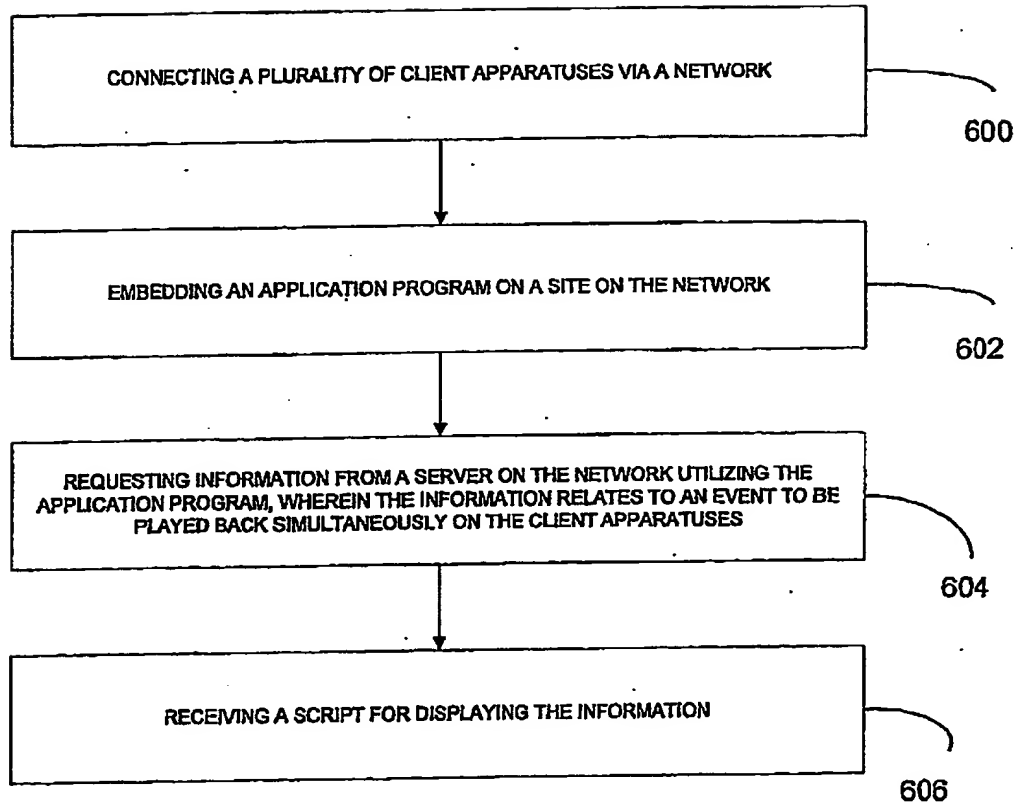 CONNECTING A PLURALITY OF CLIENT APPARATUSES VIA A NETWORK
600
EMBEDDING AN APPLICATION PROGRAM ON A SITE ON THE NETWORK
602
REQUESTING INFORMATION FROM A SERVER ON THE NETWORK UTILIZING THE
APPLICATION PROGRAM, WHEREIN THE INFORMATION RELATES TO AN EVENT TO BE
PLAYED BACK SIMULTANEOUSLY ON THE CLIENT APPARATUSES
604
RECEIVING A SCRIPT FOR DISPLAYING THE INFORMATION
606